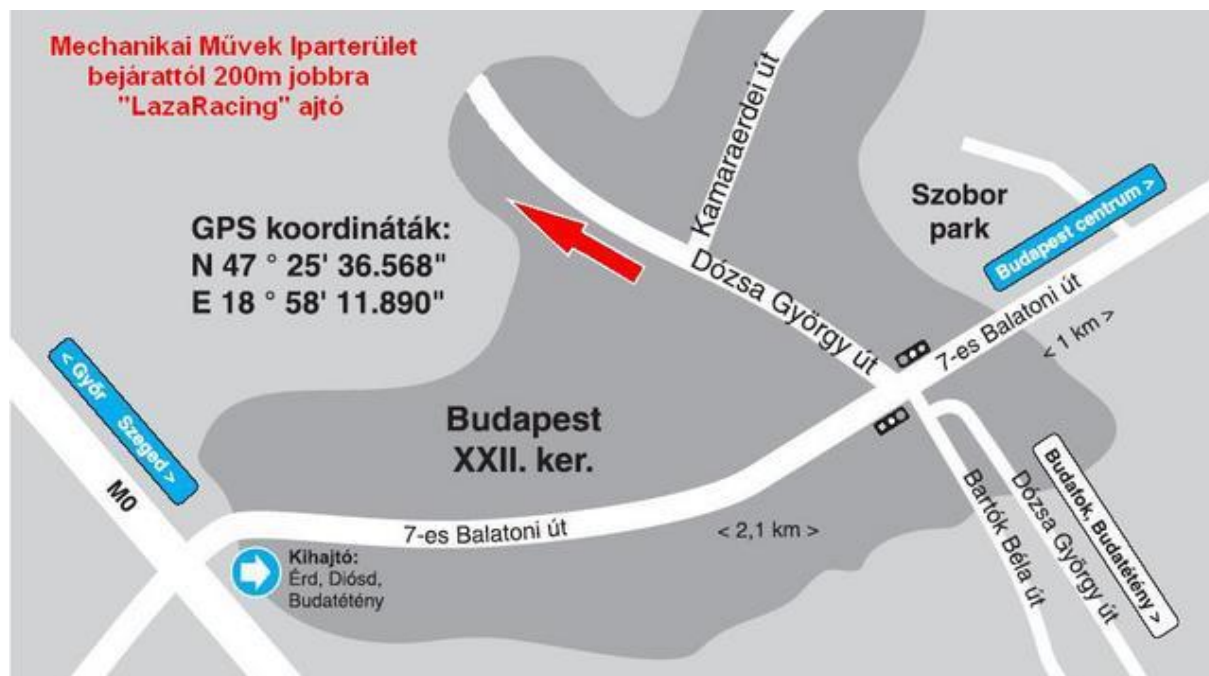 Mechanikai Művek Iparterület
bejárattól 200m jobbra
"LazaRacing" ajtó
Kamaraerdei út
Szobor
park
Budapest centrum >
GPS koordináták:
N 47 ° 25' 36.568"
E 18 ° 58' 11.890"
Dózsa György út
7-es Balatoni út
< 1 km >
< Győr Szeged >
M0
Budapest
XXII. ker.
7-es Balatoni út
< 2,1 km >
Kihajtó:
Érd, Diósd,
Budatétény
Bartók Béla út
Dózsa György út
Budafok, Budatétény >